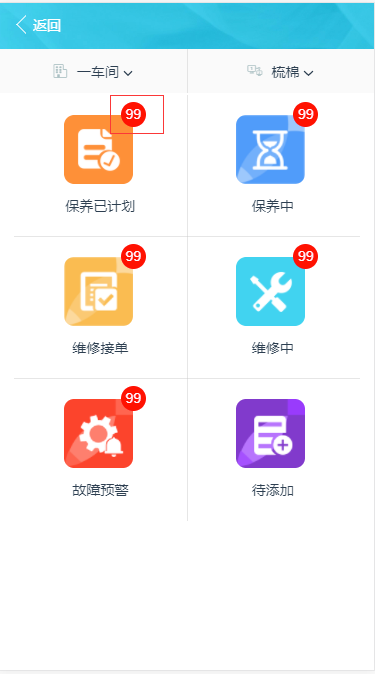 返回
一车间 梳棉
99 99
保养已计划 保养中
99 99
维修接单 维修中
99
故障预警 待添加